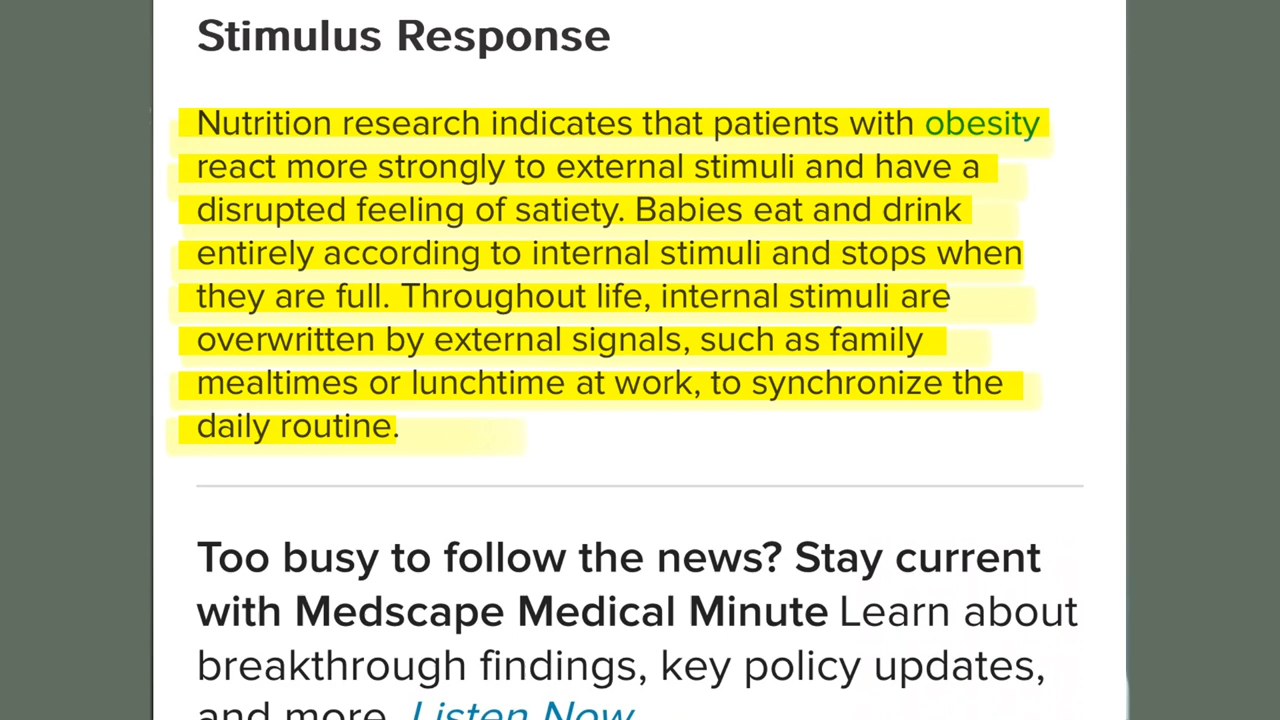 Stimulus Response
Nutrition research indicates that patients with obesity
react more strongly to external stimuli and have a
disrupted feeling of satiety. Babies eat and drink
entirely according to internal stimuli and stops when
they are full. Throughout life, internal stimuli are
overwritten by external signals, such as family
mealtimes or lunchtime at work, to synchronize the
daily routine.
Too busy to follow the news? Stay current
with Medscape Medical Minute Learn about
breakthrough findings, key policy updates,
and more. Listen Now